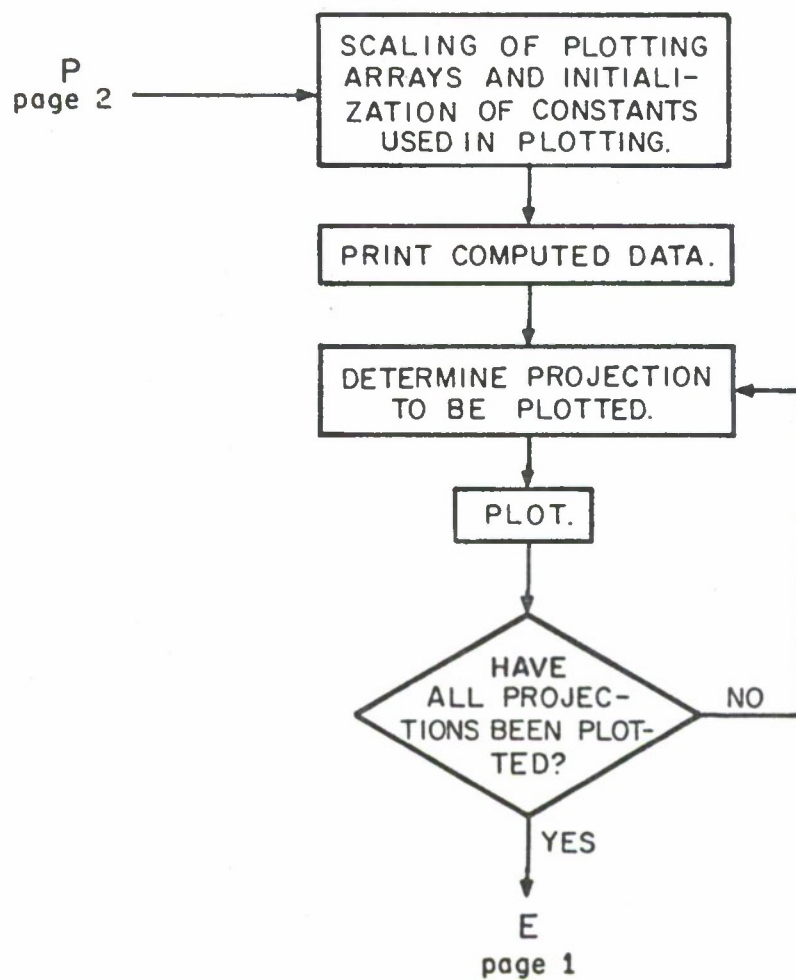 P
page 2
SCALING OF PLOTTING
ARRAYS AND INITIALI-
ZATION OF CONSTANTS
USED IN PLOTTING.
PRINT COMPUTED DATA.
DETERMINE PROJECTION
TO BE PLOTTED.
PLOT.
HAVE
ALL PROJEC-
TIONS BEEN PLOT-
TED?
NO
YES
E
page 1